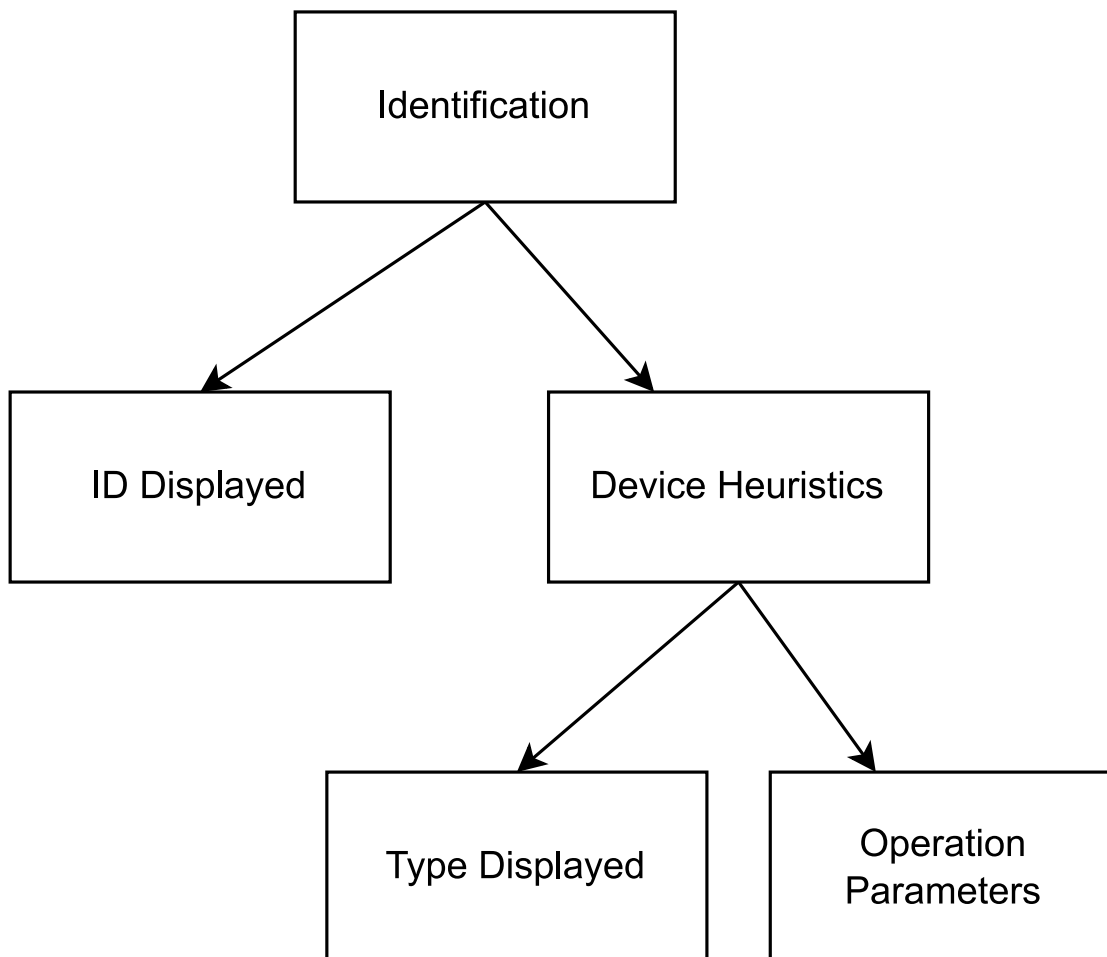 Identification
ID Displayed
Device Heuristics
Type Displayed
Operation
Parameters